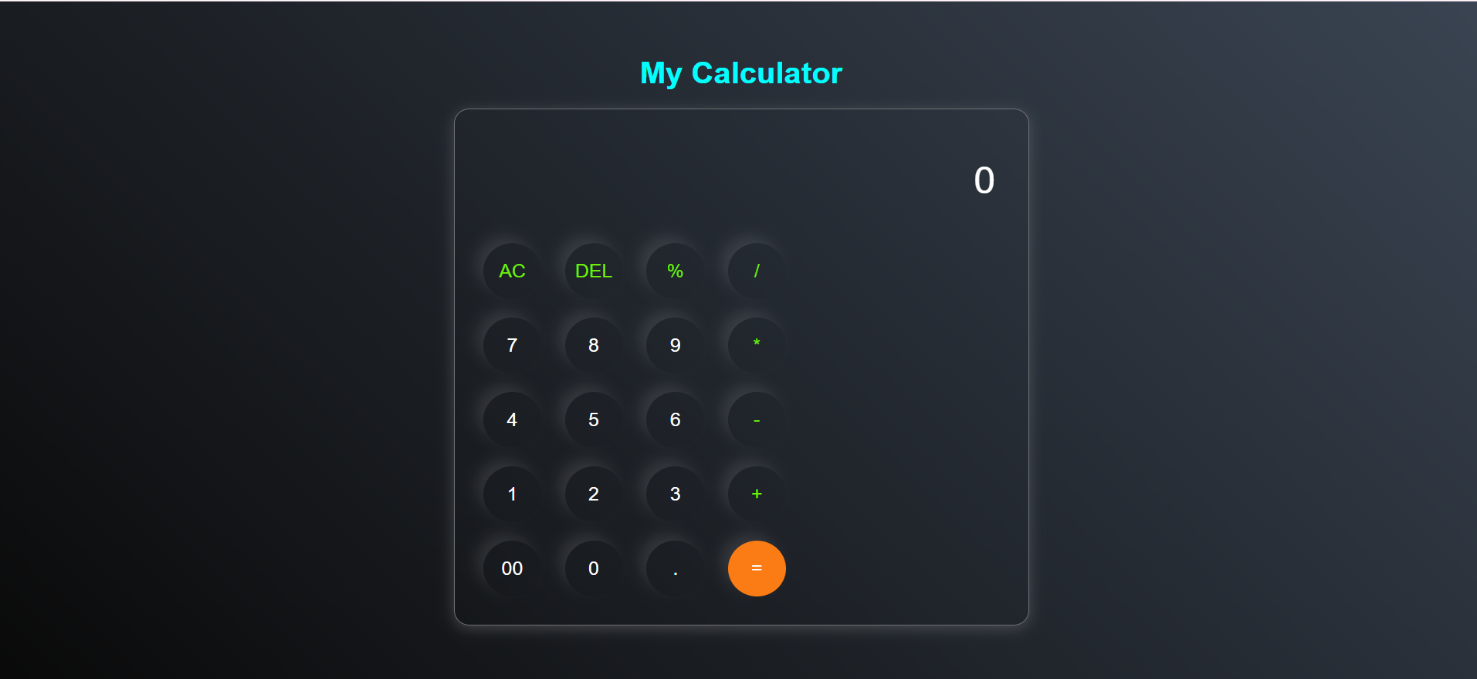 My Calculator
0
AC DEL % /
7 8 9 *
4 5 6 -
1 2 3 +
00 0 . =